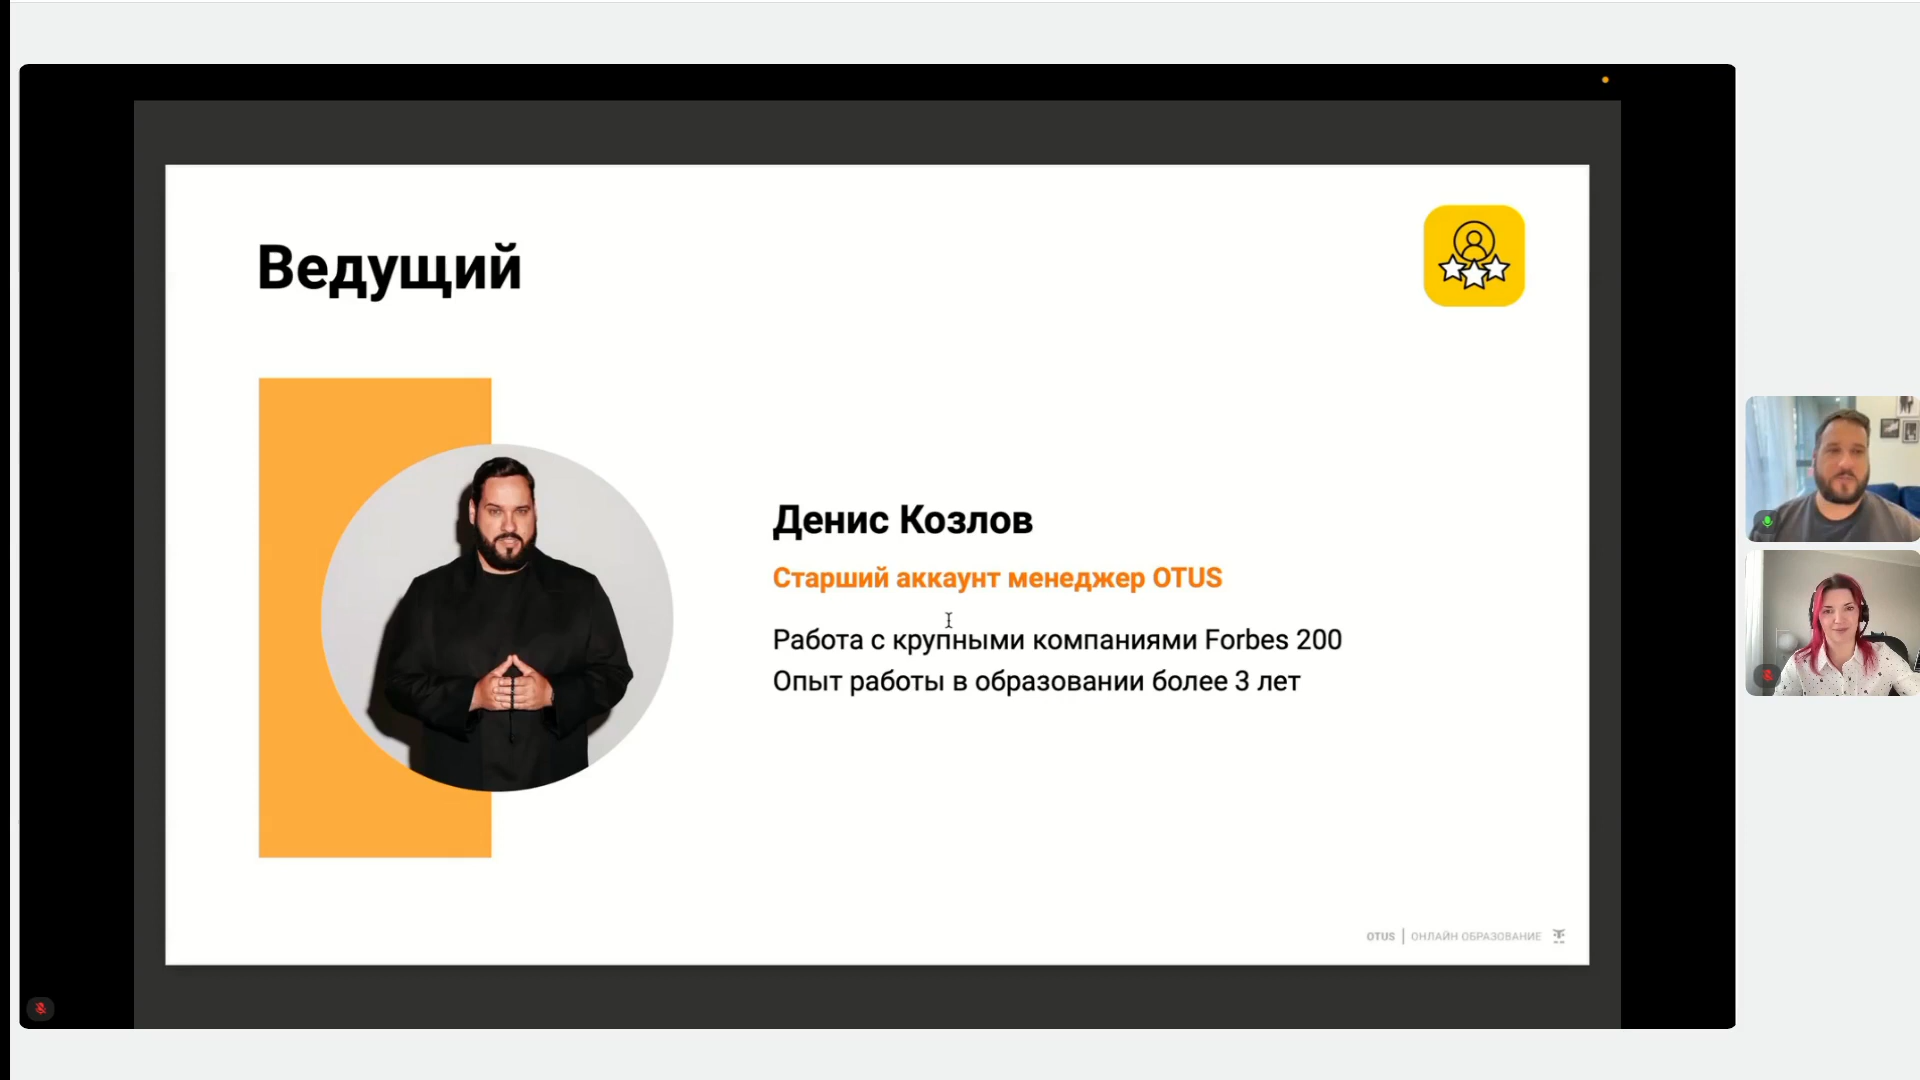 Ведущий
Денис Козлов
Старший аккаунт менеджер OTUS
Работа с крупными компаниями Forbes 200
Опыт работы в образовании более 3 лет
OTUS | ОНЛАЙН ОБРАЗОВАНИЕ